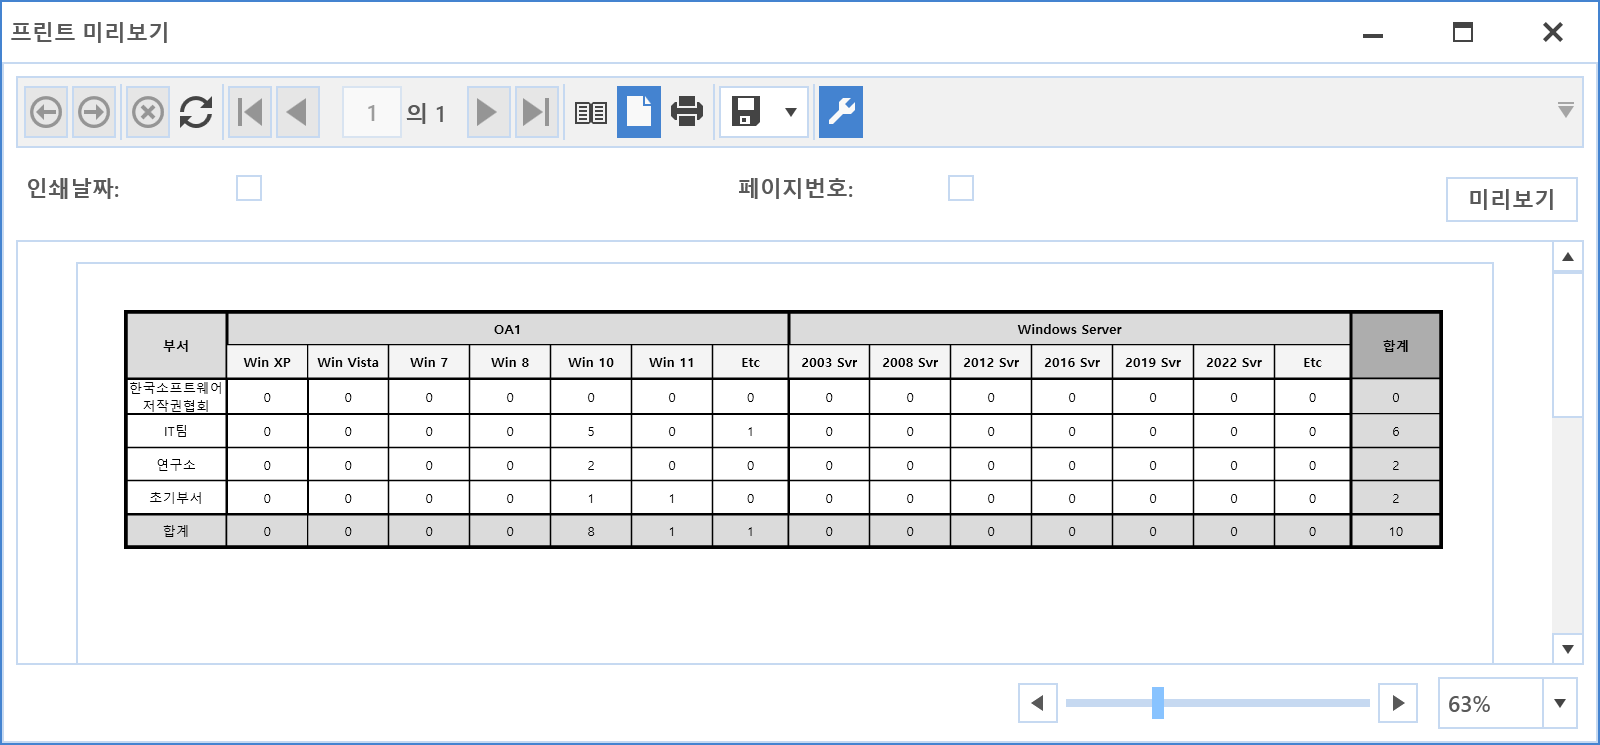 프린트 미리보기
1 의 1
인쇄날짜: 페이지번호: 미리보기
부서 OA1 Windows Server 합계
Win XP Win Vista Win 7 Win 8 Win 10 Win 11 Etc 2003 Svr 2008 Svr 2012 Svr 2016 Svr 2019 Svr 2022 Svr Etc
한국소프트웨어
저작권협회 0 0 0 0 0 0 0 0 0 0 0 0 0 0 0
IT팀 0 0 0 0 5 0 1 0 0 0 0 0 0 0 6
연구소 0 0 0 0 2 0 0 0 0 0 0 0 0 0 2
초기부서 0 0 0 0 1 1 0 0 0 0 0 0 0 0 2
합계 0 0 0 0 8 1 1 0 0 0 0 0 0 0 10
63%